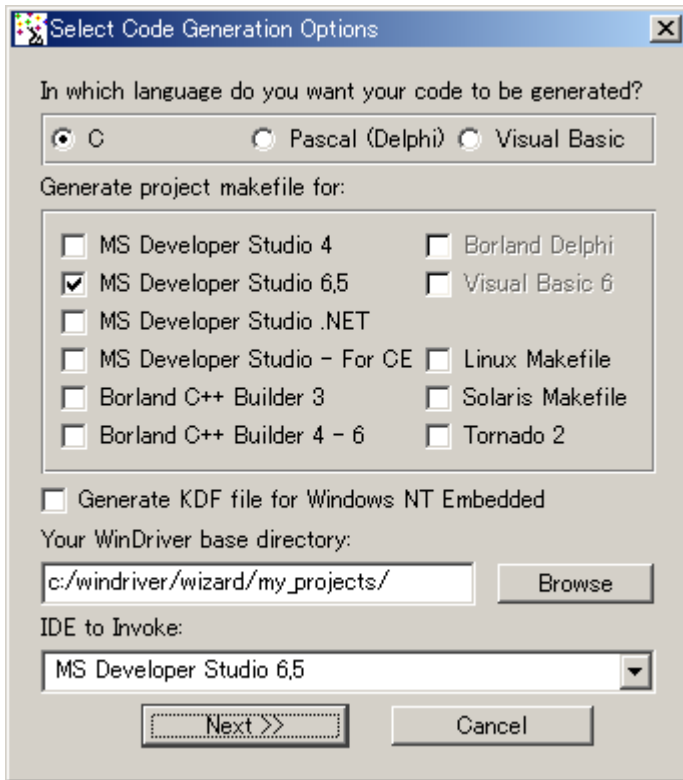 Select Code Generation Options
In which language do you want your code to be generated?
C Pascal (Delphi) Visual Basic
Generate project makefile for:
MS Developer Studio 4 Borland Delphi
MS Developer Studio 6,5 Visual Basic 6
MS Developer Studio .NET
MS Developer Studio - For CE Linux Makefile
Borland C++ Builder 3 Solaris Makefile
Borland C++ Builder 4 - 6 Tornado 2
Generate KDF file for Windows NT Embedded
Your WinDriver base directory:
c:/windriver/wizard/my_projects/ Browse
IDE to Invoke:
MS Developer Studio 6,5
Next >> Cancel